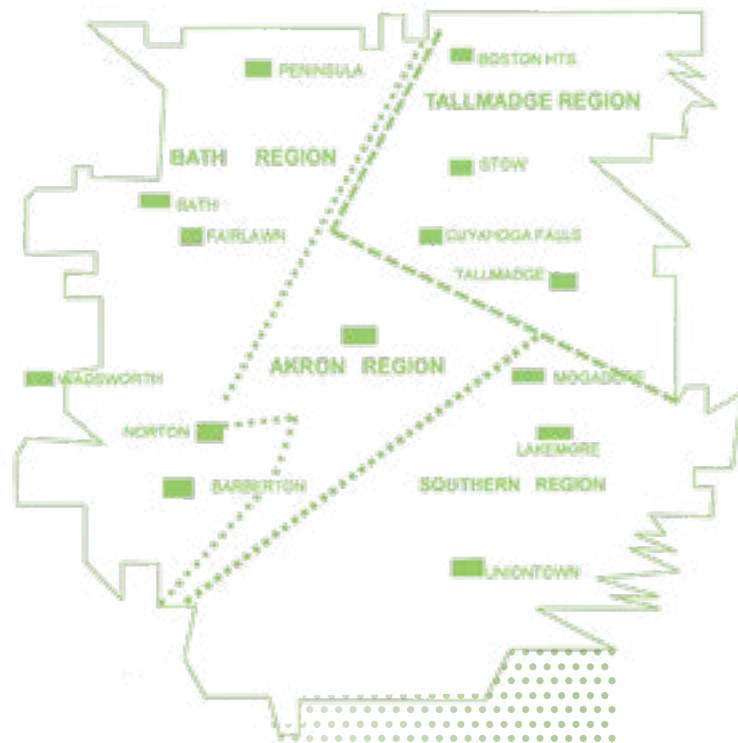 BOSTON HTS.
PENINSULA
TALLMADGE REGION
BATH REGION
STOW
BATH
FAIRLAWN
CUYAHOGA FALLS
TALLMADGE
AKRON REGION
WADSWORTH
MOGADORE
NORTON
LAKEMORE
BARBERTON
SOUTHERN REGION
UNIONTOWN